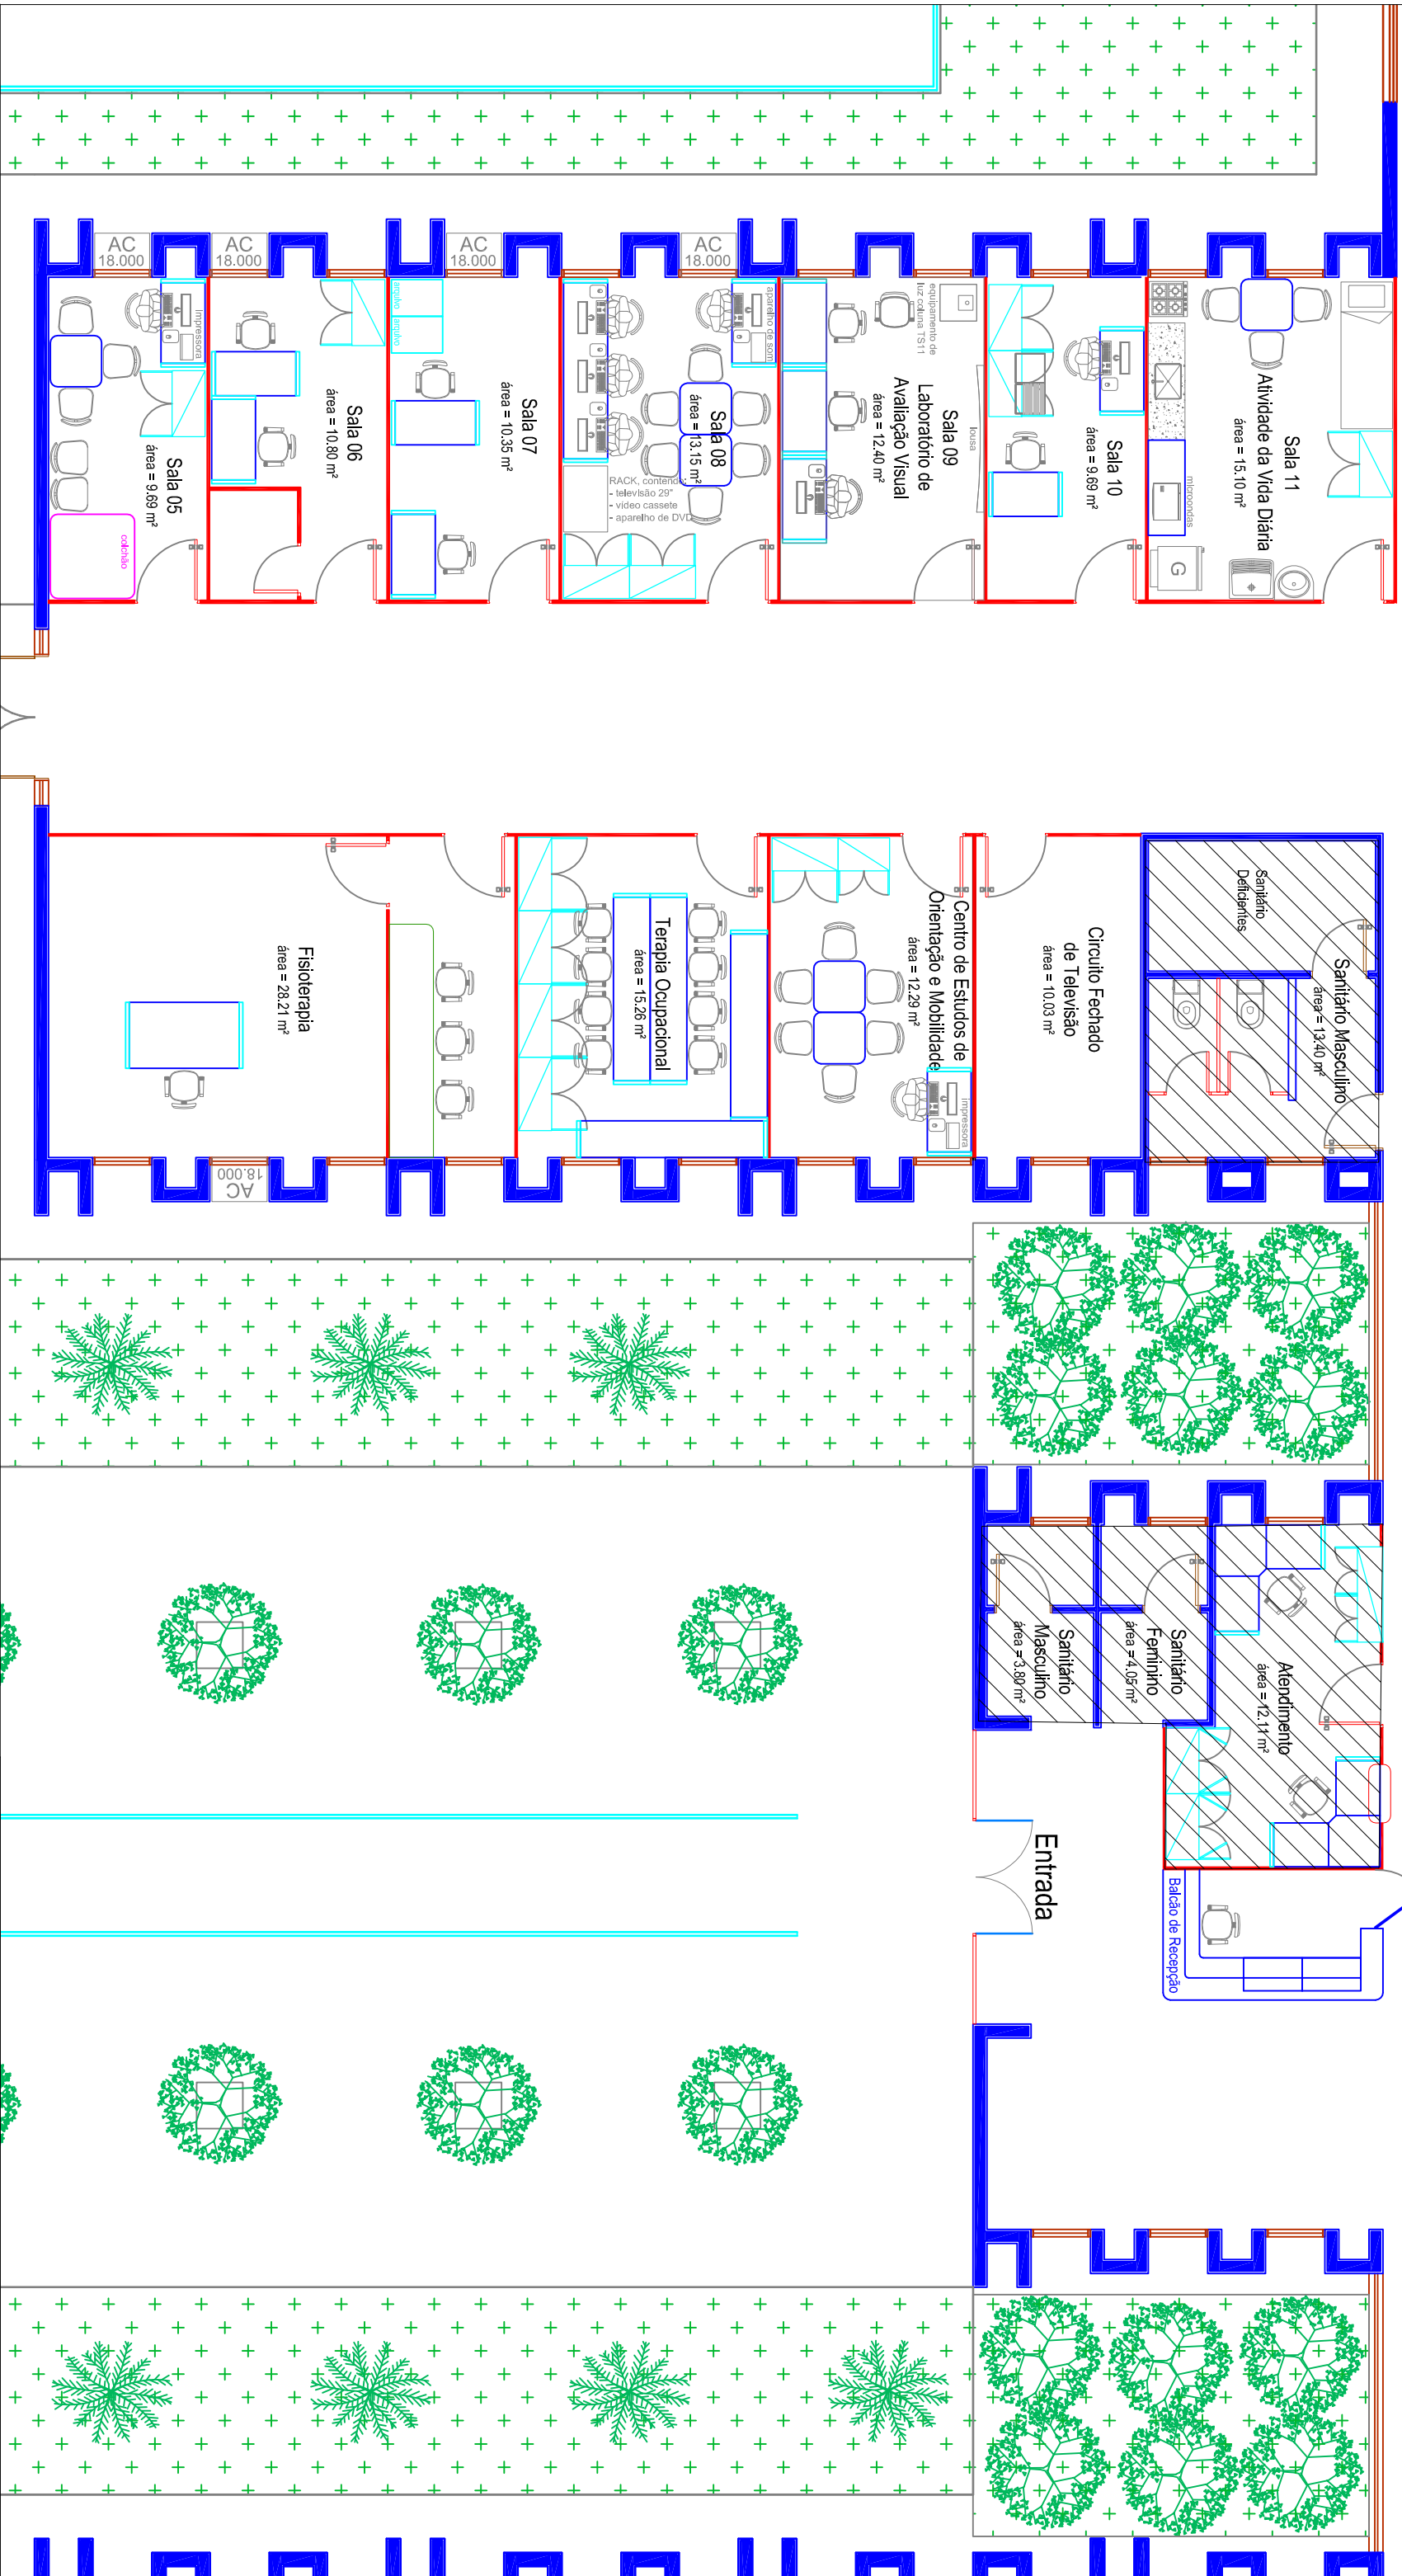 AC
18.000
AC
18.000
AC
18.000
AC
18.000
Impressora
Sala 05
área = 9.69 m²
colchão
Sala 06
área = 10.80 m²
arquivo
arquivo
Sala 07
área = 10.35 m²
aparelho de som
Sala 08
área = 13.15 m²
RACK, contendo:
- televisão 29"
- vídeo cassete
- aparelho de DVD
equipamento de
luz coluna TS11
lousa
Sala 09
Laboratório de
Avaliação Visual
área = 12.40 m²
Sala 10
área = 9.69 m²
Sala 11
Atividade da Vida Diária
área = 15.10 m²
microondas
G
Fisioterapia
área = 28.21 m²
AC
18.000
Terapia Ocupacional
área = 15.26 m²
Centro de Estudos de
Orientação e Mobilidade
área = 12.29 m²
impressora
Circuito Fechado
de Televisão
área = 10.03 m²
Sanitário
Deficientes
Sanitário Masculino
área = 13.40 m²
Sanitário
Masculino
área = 3.80 m²
Sanitário
Feminino
área = 4.05 m²
Atendimento
área = 12.11 m²
Entrada
Balcão de Recepção